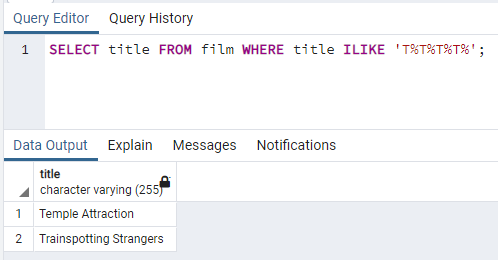 Query Editor Query History
1 SELECT title FROM film WHERE title ILIKE 'T%T%T%T%';
Data Output Explain Messages Notifications
title
character varying (255)
1 Temple Attraction
2 Trainspotting Strangers